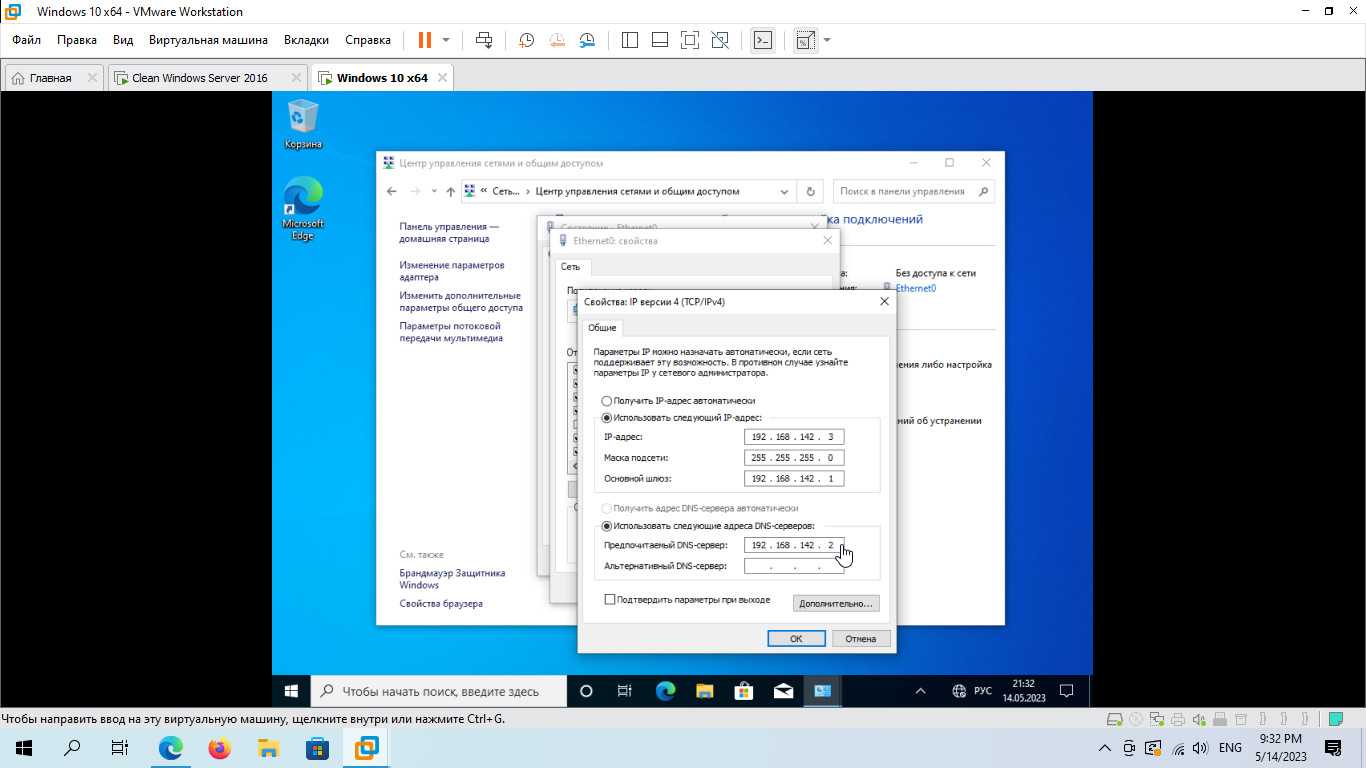 Windows 10 x64 - VMware Workstation
Файл Правка Вид Виртуальная машина Вкладки Справка
Главная Clean Windows Server 2016 Windows 10 x64
Корзина
Microsoft
Edge
Центр управления сетями и общим доступом
« Сеть... › Центр управления сетями и общим доступом
Поиск в панели управления
Панель управления —
домашняя страница
Изменение параметров
адаптера
Изменить дополнительные
параметры общего доступа
Параметры потоковой
передачи мультимедиа
См. также
Брандмауэр Защитника
Windows
Свойства браузера
подключений
Без доступа к сети
Ethernet0
либо настройка
об устранении
Состояние - Ethernet0
Ethernet0: свойства
Сеть
Свойства: IP версии 4 (TCP/IPv4)
Общие
Параметры IP можно назначать автоматически, если сеть
поддерживает эту возможность. В противном случае узнайте
параметры IP у сетевого администратора.
Получить IP-адрес автоматически
Использовать следующий IP-адрес:
IP-адрес: 192 . 168 . 142 . 3
Маска подсети: 255 . 255 . 255 . 0
Основной шлюз: 192 . 168 . 142 . 1
Получить адрес DNS-сервера автоматически
Использовать следующие адреса DNS-серверов:
Предпочитаемый DNS-сервер: 192 . 168 . 142 . 2
Альтернативный DNS-сервер: . . .
Подтвердить параметры при выходе
Дополнительно...
ОК Отмена
Чтобы начать поиск, введите здесь
РУС
21:32
14.05.2023
Чтобы направить ввод на эту виртуальную машину, щелкните внутри или нажмите Ctrl+G.
ENG
9:32 PM
5/14/2023